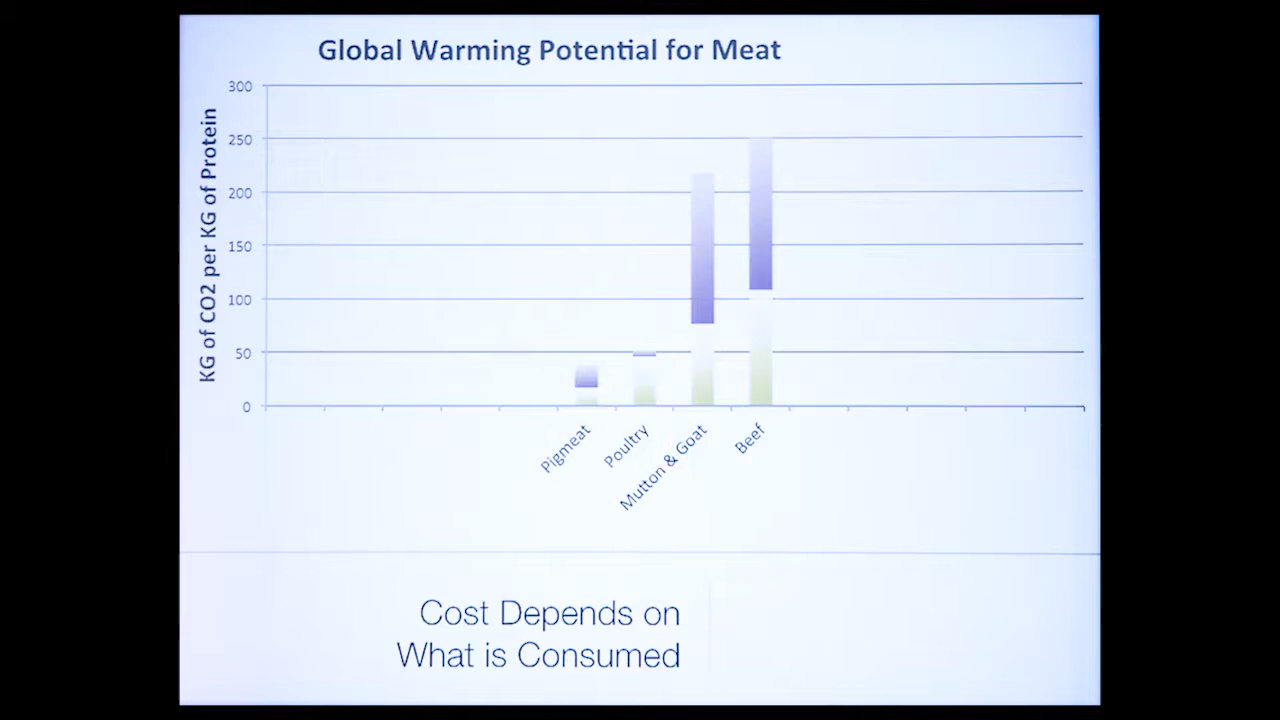 Global Warming Potential for Meat
KG of CO2 per KG of Protein
300
250
200
150
100
50
0
Pigmeat
Poultry
Mutton & Goat
Beef
Cost Depends on
What is Consumed